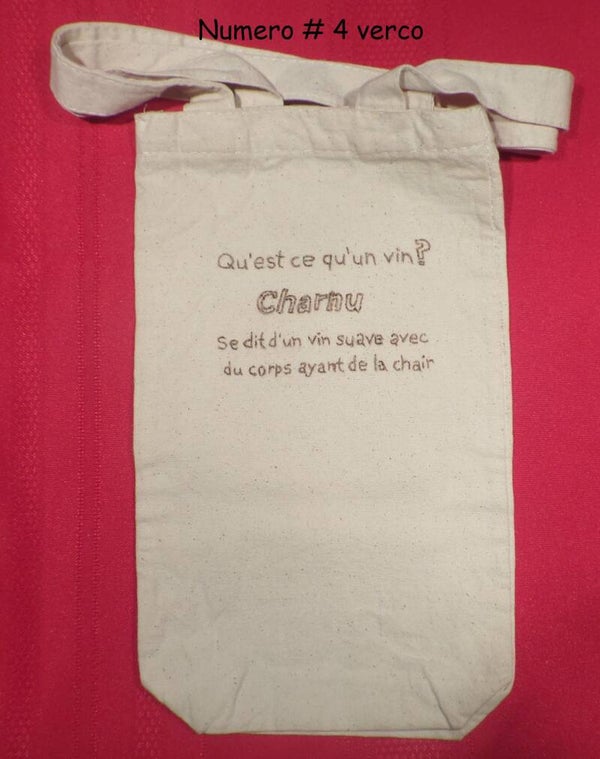 Numero # 4 verco
Qu'est ce qu'un vin?
Charnu
Se dit d'un vin suave avec
du corps ayant de la chair